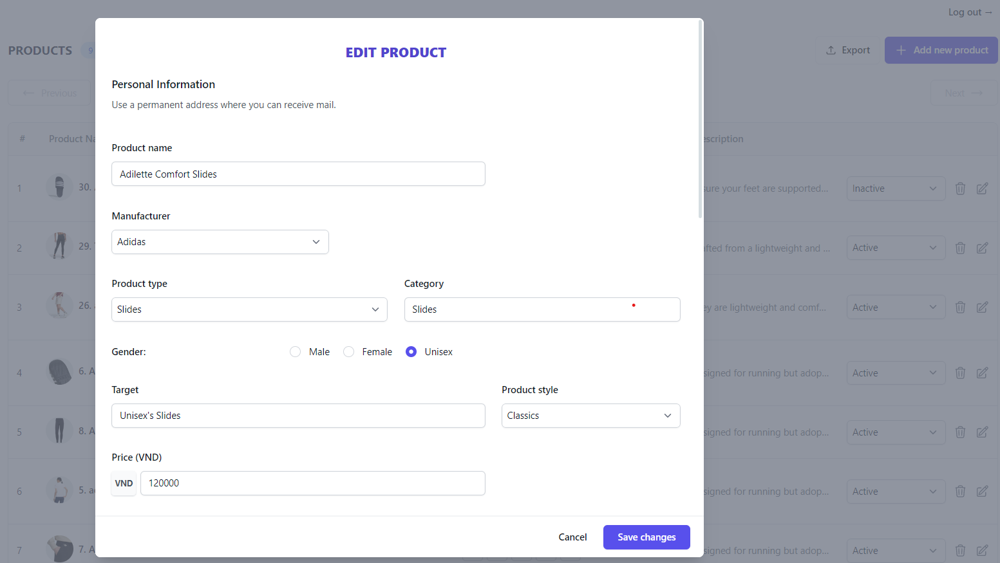 Log out →
PRODUCTS 9
Export
+ Add new product
← Previous
Next →
# Product Na
escription
1 30.
sure your feet are supported...
Inactive
2 29.
afted from a lightweight and ...
Active
3 26.
ey are lightweight and comf...
Active
4 6. A
signed for running but adop...
Active
5 8. A
signed for running but adop...
Active
6 5. a
signed for running but adop...
Active
7 7. A
signed for running but adop...
Active
EDIT PRODUCT
Personal Information
Use a permanent address where you can receive mail.
Product name
Adilette Comfort Slides
Manufacturer
Adidas
Product type
Slides
Category
Slides
Gender:
Male
Female
Unisex
Target
Unisex's Slides
Product style
Classics
Price (VND)
VND 120000
Cancel
Save changes